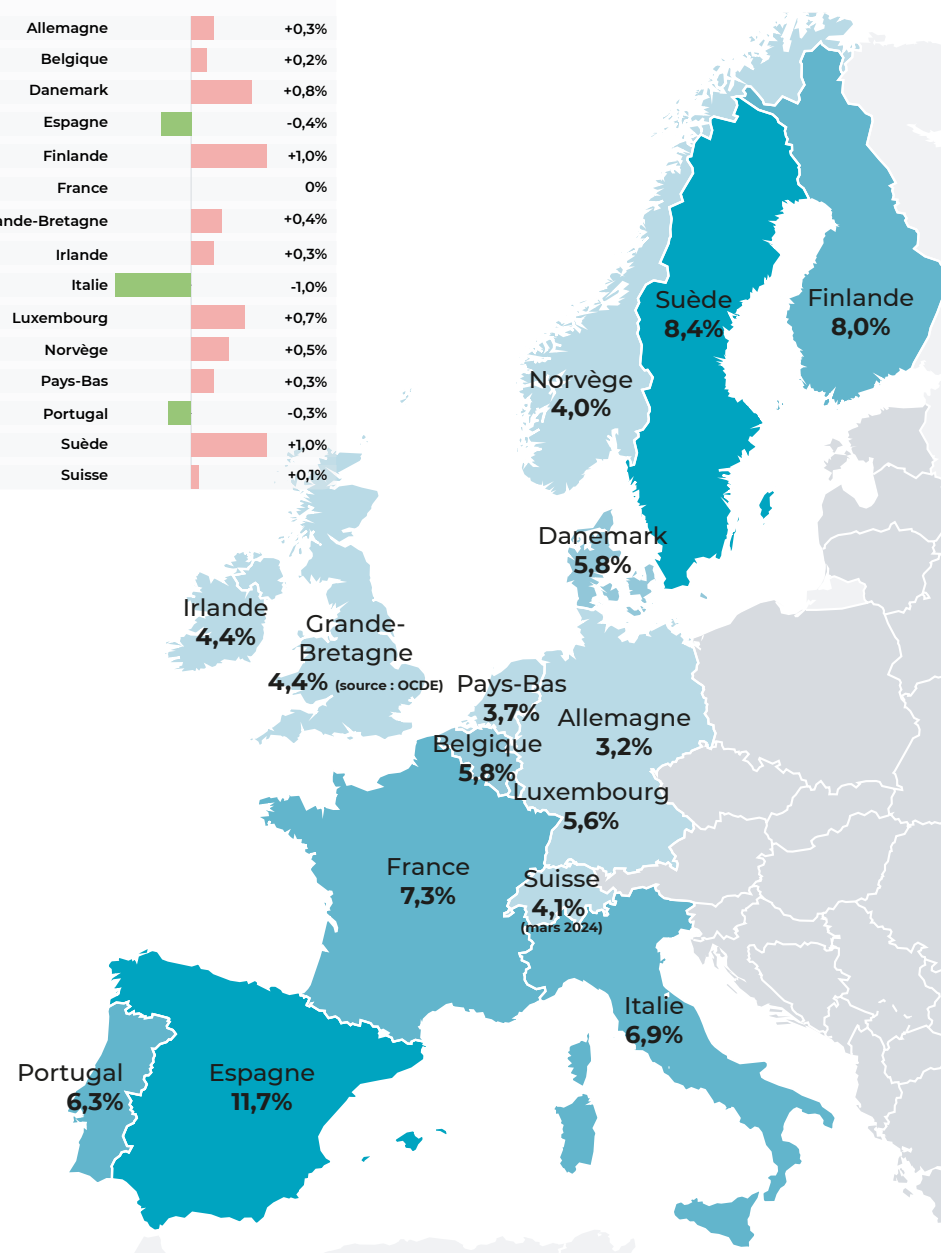 Allemagne +0,3%
Belgique +0,2%
Danemark +0,8%
Espagne -0,4%
Finlande +1,0%
France 0%
nde-Bretagne +0,4%
Irlande +0,3%
Italie -1,0%
Luxembourg +0,7%
Norvège +0,5%
Pays-Bas +0,3%
Portugal -0,3%
Suède +1,0%
Suisse +0,1%
Suède
8,4%
Finlande
8,0%
Norvège
4,0%
Danemark
5,8%
Irlande
4,4%
Grande-
Bretagne
4,4% (source : OCDE)
Pays-Bas
3,7%
Allemagne
3,2%
Belgique
5,8%
Luxembourg
5,6%
France
7,3%
Suisse
4,1%
(mars 2024)
Italie
6,9%
Portugal
6,3%
Espagne
11,7%